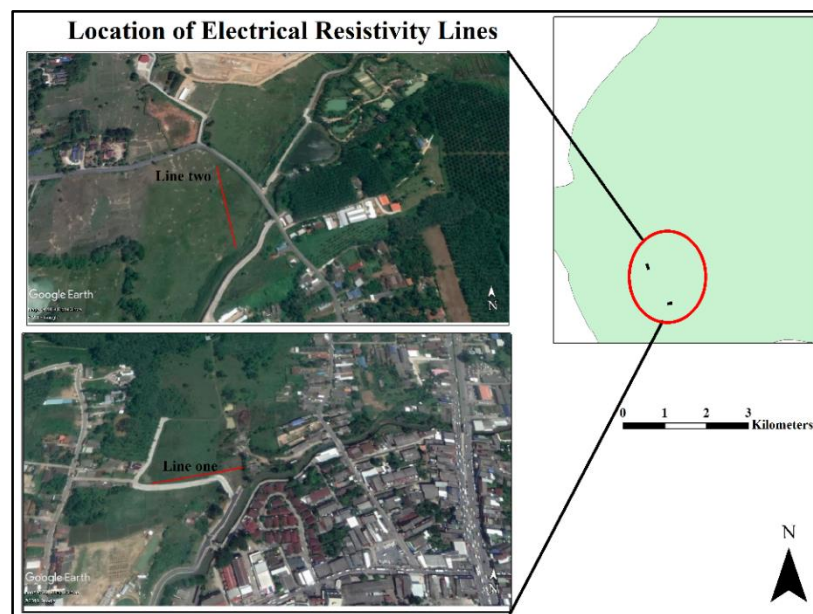 Location of Electrical Resistivity Lines
Line two
Google Earth
N
Line one
Google Earth
N
0 1 2 3
Kilometers
N